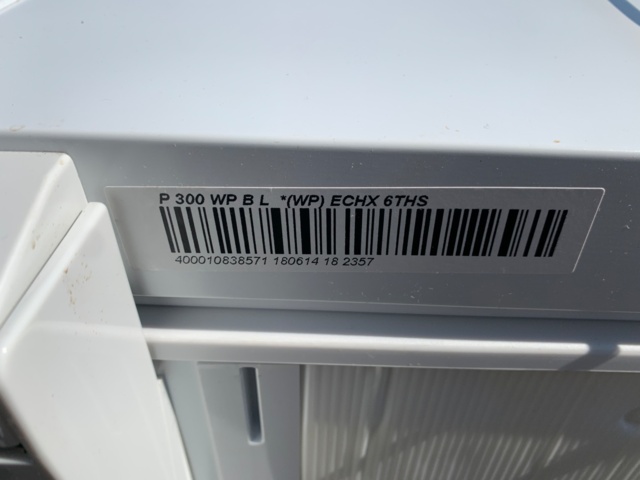 P 300 WP B L *(WP) ECHX 6THS
400010838571 180614 18 2357